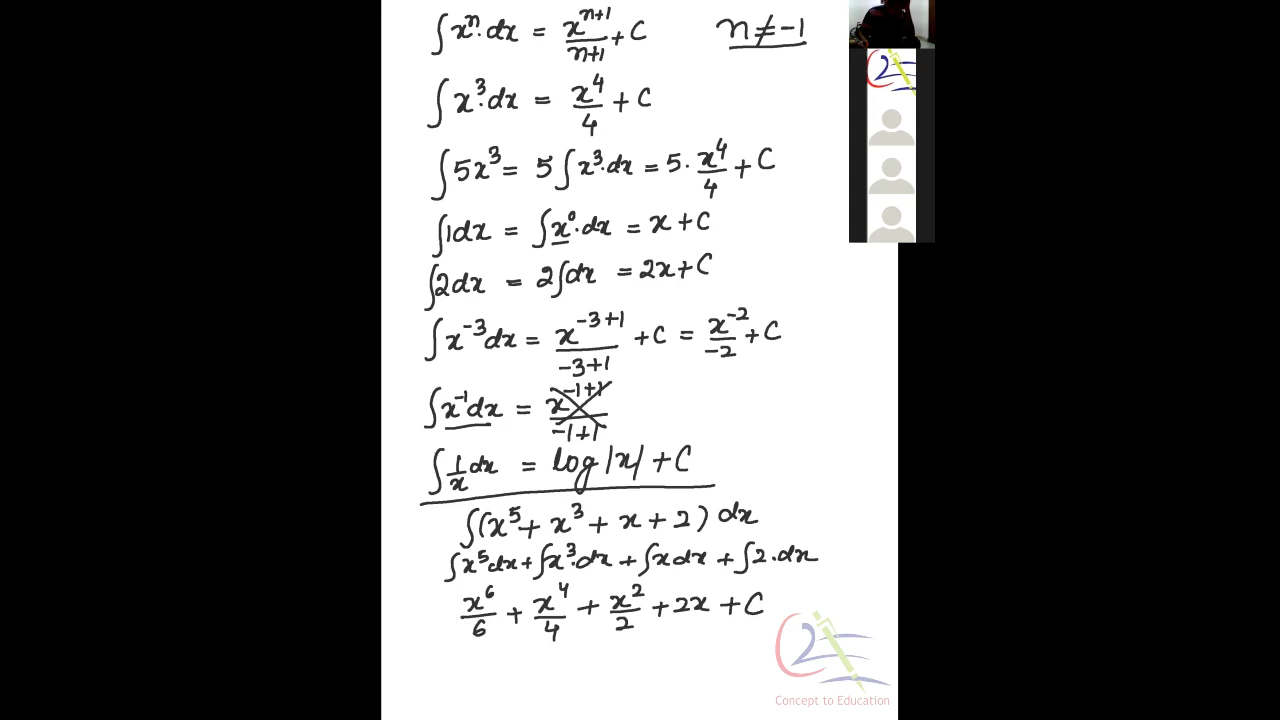 ∫xⁿ·dx = xⁿ⁺¹/n+1 + C n ≠ -1
∫x³·dx = x⁴/4 + C
∫5x³ = 5∫x³·dx = 5·x⁴/4 + C
∫1dx = ∫x⁰·dx = x + C
∫2dx = 2∫dx = 2x + C
∫x⁻³dx = x⁻³⁺¹/-3+1 + C = x⁻²/-2 + C
∫x⁻¹dx = x⁻¹⁺¹/-1+1
∫1/x dx = log|x| + C
∫(x⁵ + x³ + x + 2) dx
∫x⁵dx + ∫x³·dx + ∫xdx + ∫2·dx
x⁶/6 + x⁴/4 + x²/2 + 2x + C
C2E
Concept to Education